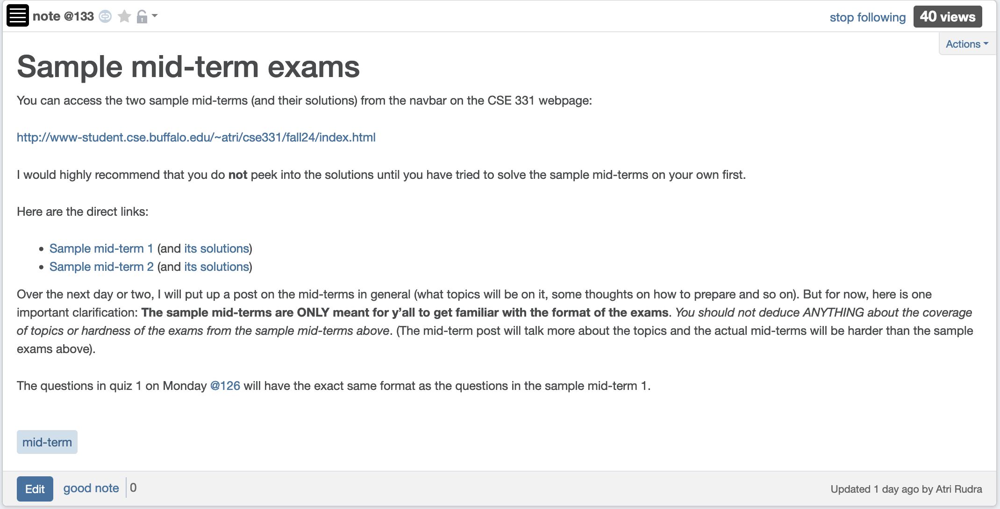 note @133
stop following
40 views
Actions
Sample mid-term exams
You can access the two sample mid-terms (and their solutions) from the navbar on the CSE 331 webpage:
http://www-student.cse.buffalo.edu/~atri/cse331/fall24/index.html
I would highly recommend that you do not peek into the solutions until you have tried to solve the sample mid-terms on your own first.
Here are the direct links:
• Sample mid-term 1 (and its solutions)
• Sample mid-term 2 (and its solutions)
Over the next day or two, I will put up a post on the mid-terms in general (what topics will be on it, some thoughts on how to prepare and so on). But for now, here is one
important clarification: The sample mid-terms are ONLY meant for y’all to get familiar with the format of the exams. You should not deduce ANYTHING about the coverage
of topics or hardness of the exams from the sample mid-terms above. (The mid-term post will talk more about the topics and the actual mid-terms will be harder than the sample
exams above).
The questions in quiz 1 on Monday @126 will have the exact same format as the questions in the sample mid-term 1.
mid-term
Edit
good note
0
Updated 1 day ago by Atri Rudra